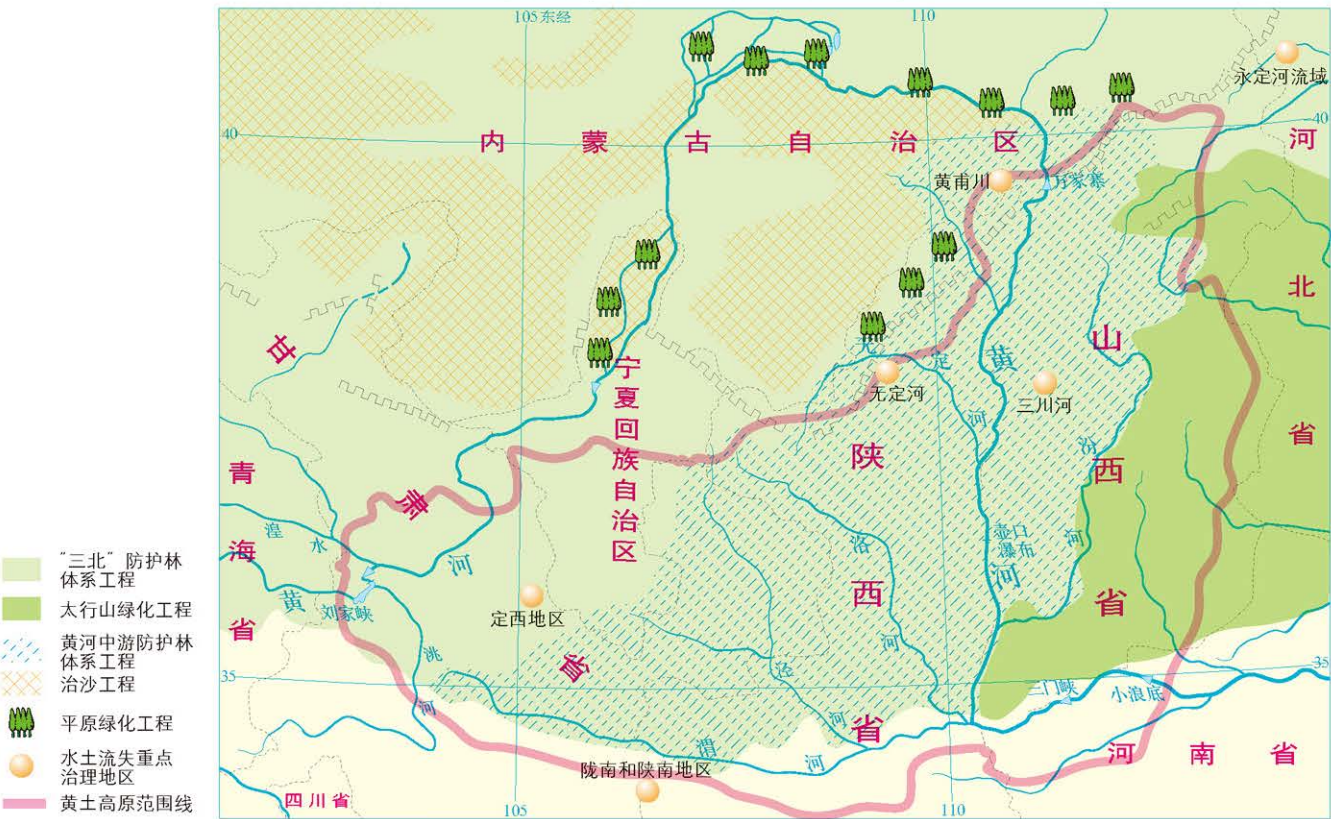 105东经
110
永定河流域
40
40
内蒙古自治区
河
黄甫川
万家寨
北
甘
山
无
定
黄
宁夏回族自治区
无定河
三川河
省
河
汾
青
陕
西
肃
湟
水
洛
壶口
瀑布
河
海
河
河
"三北"防护林
体系工程
黄
刘家峡
定西地区
西
省
太行山绿化工程
省
河
洮
省
黄河中游防护林
体系工程
泾
35
35
三门峡
小浪底
治沙工程
河
河
省
平原绿化工程
渭
河
河南省
水土流失重点
治理地区
陇南和陕南地区
黄土高原范围线
四川省
105
110